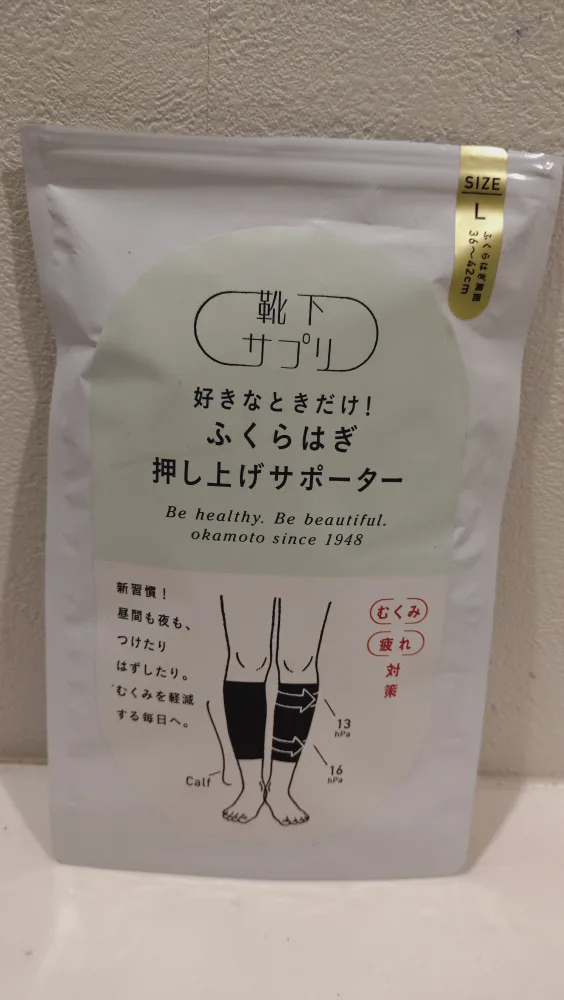 SIZE
L
ふくらはぎ周囲
36〜42cm
靴下
サプリ
好きなときだけ!
ふくらはぎ
押し上げサポーター
Be healthy. Be beautiful.
okamoto since 1948
新習慣!
昼間も夜も、
つけたり
はずしたり。
むくみを軽減
する毎日へ。
むくみ
疲れ
対
策
13
hPa
16
hPa
Calf